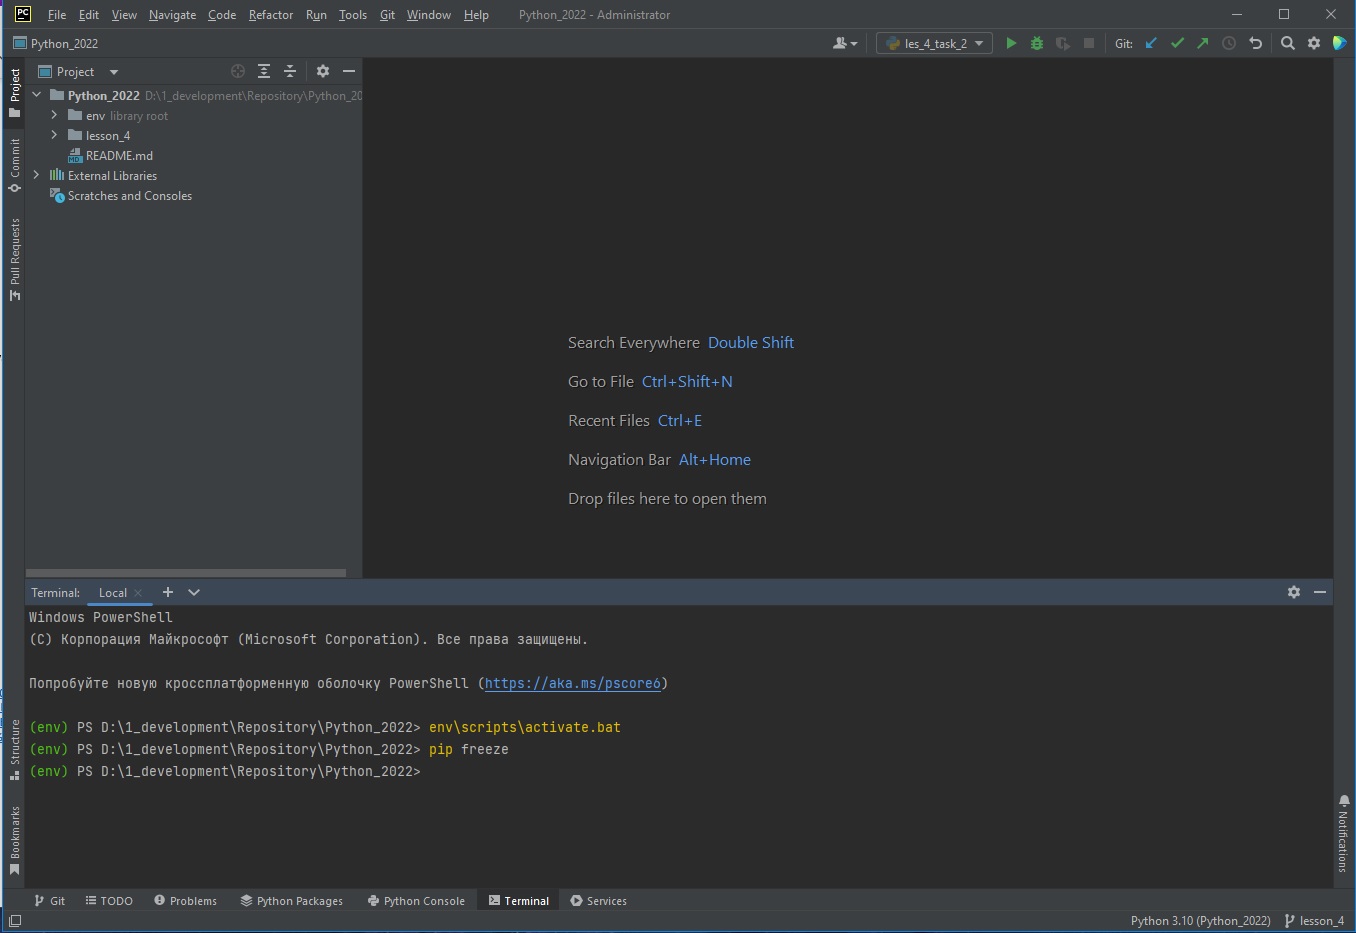 PC File Edit View Navigate Code Refactor Run Tools Git Window Help Python_2022 - Administrator
Python_2022 les_4_task_2 Git:
Project
Python_2022 D:\1_development\Repository\Python_20
env library root
lesson_4
MD README.md
External Libraries
Scratches and Consoles
Project
Commit
Pull Requests
Search Everywhere Double Shift
Go to File Ctrl+Shift+N
Recent Files Ctrl+E
Navigation Bar Alt+Home
Drop files here to open them
Terminal: Local
Windows PowerShell
(C) Корпорация Майкрософт (Microsoft Corporation). Все права защищены.
Попробуйте новую кроссплатформенную оболочку PowerShell (https://aka.ms/pscore6)
(env) PS D:\1_development\Repository\Python_2022> env\scripts\activate.bat
(env) PS D:\1_development\Repository\Python_2022> pip freeze
(env) PS D:\1_development\Repository\Python_2022>
Structure
Bookmarks
Notifications
Git TODO Problems Python Packages Python Console Terminal Services
Python 3.10 (Python_2022) lesson_4